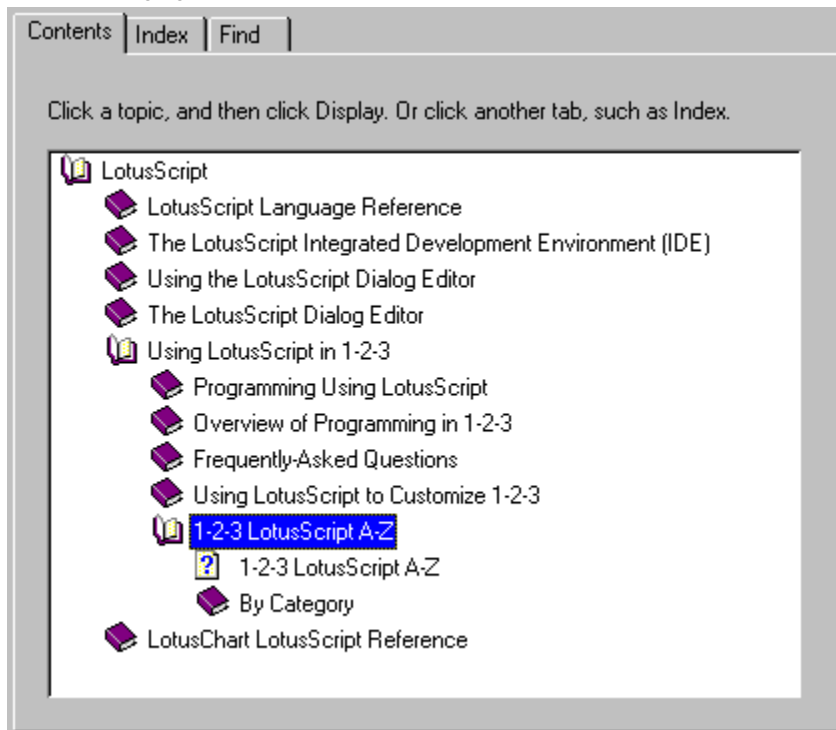 Contents Index Find
Click a topic, and then click Display. Or click another tab, such as Index.
LotusScript
LotusScript Language Reference
The LotusScript Integrated Development Environment (IDE)
Using the LotusScript Dialog Editor
The LotusScript Dialog Editor
Using LotusScript in 1-2-3
Programming Using LotusScript
Overview of Programming in 1-2-3
Frequently-Asked Questions
Using LotusScript to Customize 1-2-3
1-2-3 LotusScript A-Z
? 1-2-3 LotusScript A-Z
By Category
LotusChart LotusScript Reference